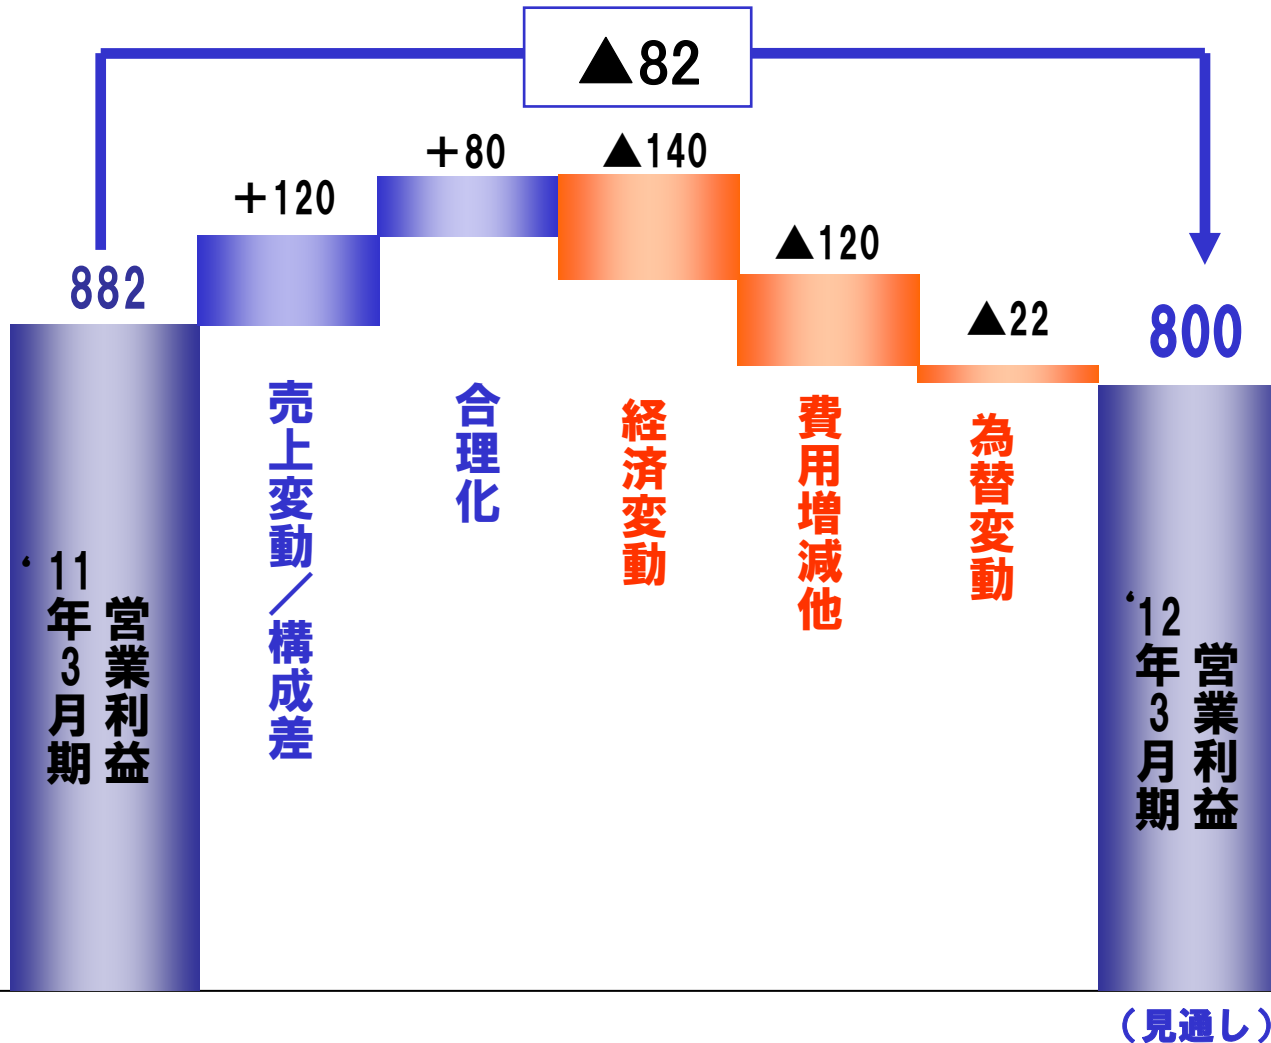 ▲82
882
＋120
＋80
▲140
▲120
▲22
800
売上変動／構成差
合理化
経済変動
費用増減他
為替変動
‘11年3月期
営業利益
‘12年3月期
営業利益
（見通し）